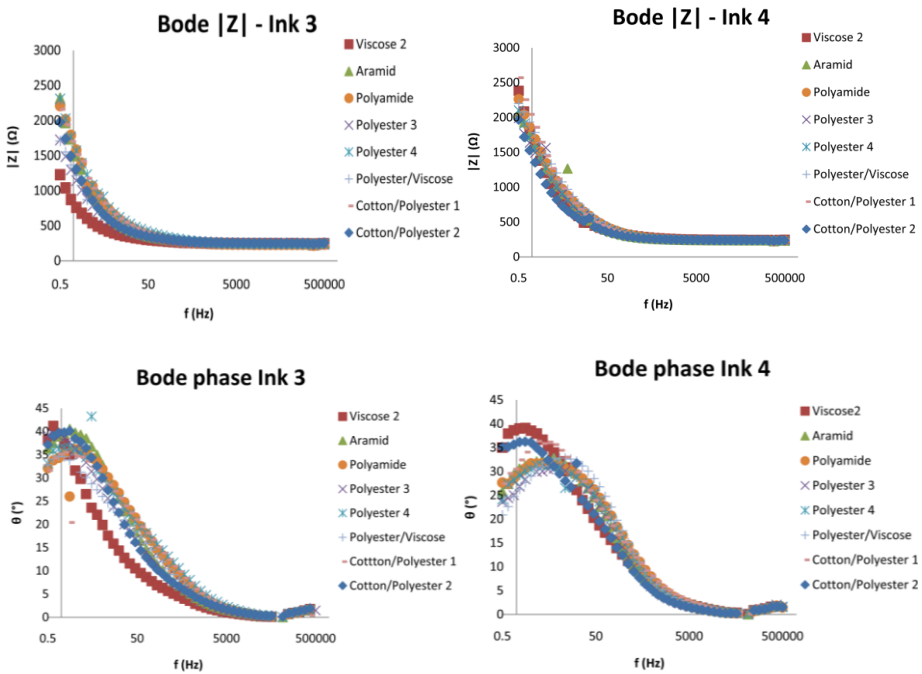 Bode |Z| - Ink 3
3000
2500
2000
1500
1000
500
0
|Z| (Ω)
0.5
50
5000
500000
f (Hz)
Viscose 2
Aramid
Polyamide
Polyester 3
Polyester 4
Polyester/Viscose
Cotton/Polyester 1
Cotton/Polyester 2
Bode |Z| - Ink 4
3000
2500
2000
1500
1000
500
0
|Z| (Ω)
0.5
50
5000
500000
f (Hz)
Viscose 2
Aramid
Polyamide
Polyester 3
Polyester 4
Polyester/Viscose
Cotton/Polyester 1
Cotton/Polyester 2
Bode phase Ink 3
45
40
35
30
25
20
15
10
5
0
θ (°)
0.5
50
5000
500000
f (Hz)
Viscose 2
Aramid
Polyamide
Polyester 3
Polyester 4
Polyester/Viscose
Cottton/Polyester 1
Cotton/Polyester 2
Bode phase Ink 4
45
40
35
30
25
20
15
10
5
0
θ (°)
0.5
50
5000
500000
f (Hz)
Viscose2
Aramid
Polyamide
Polyester 3
Polyester 4
Polyester/Viscose
Cottton/Polyester 1
Cotton/Polyester 2